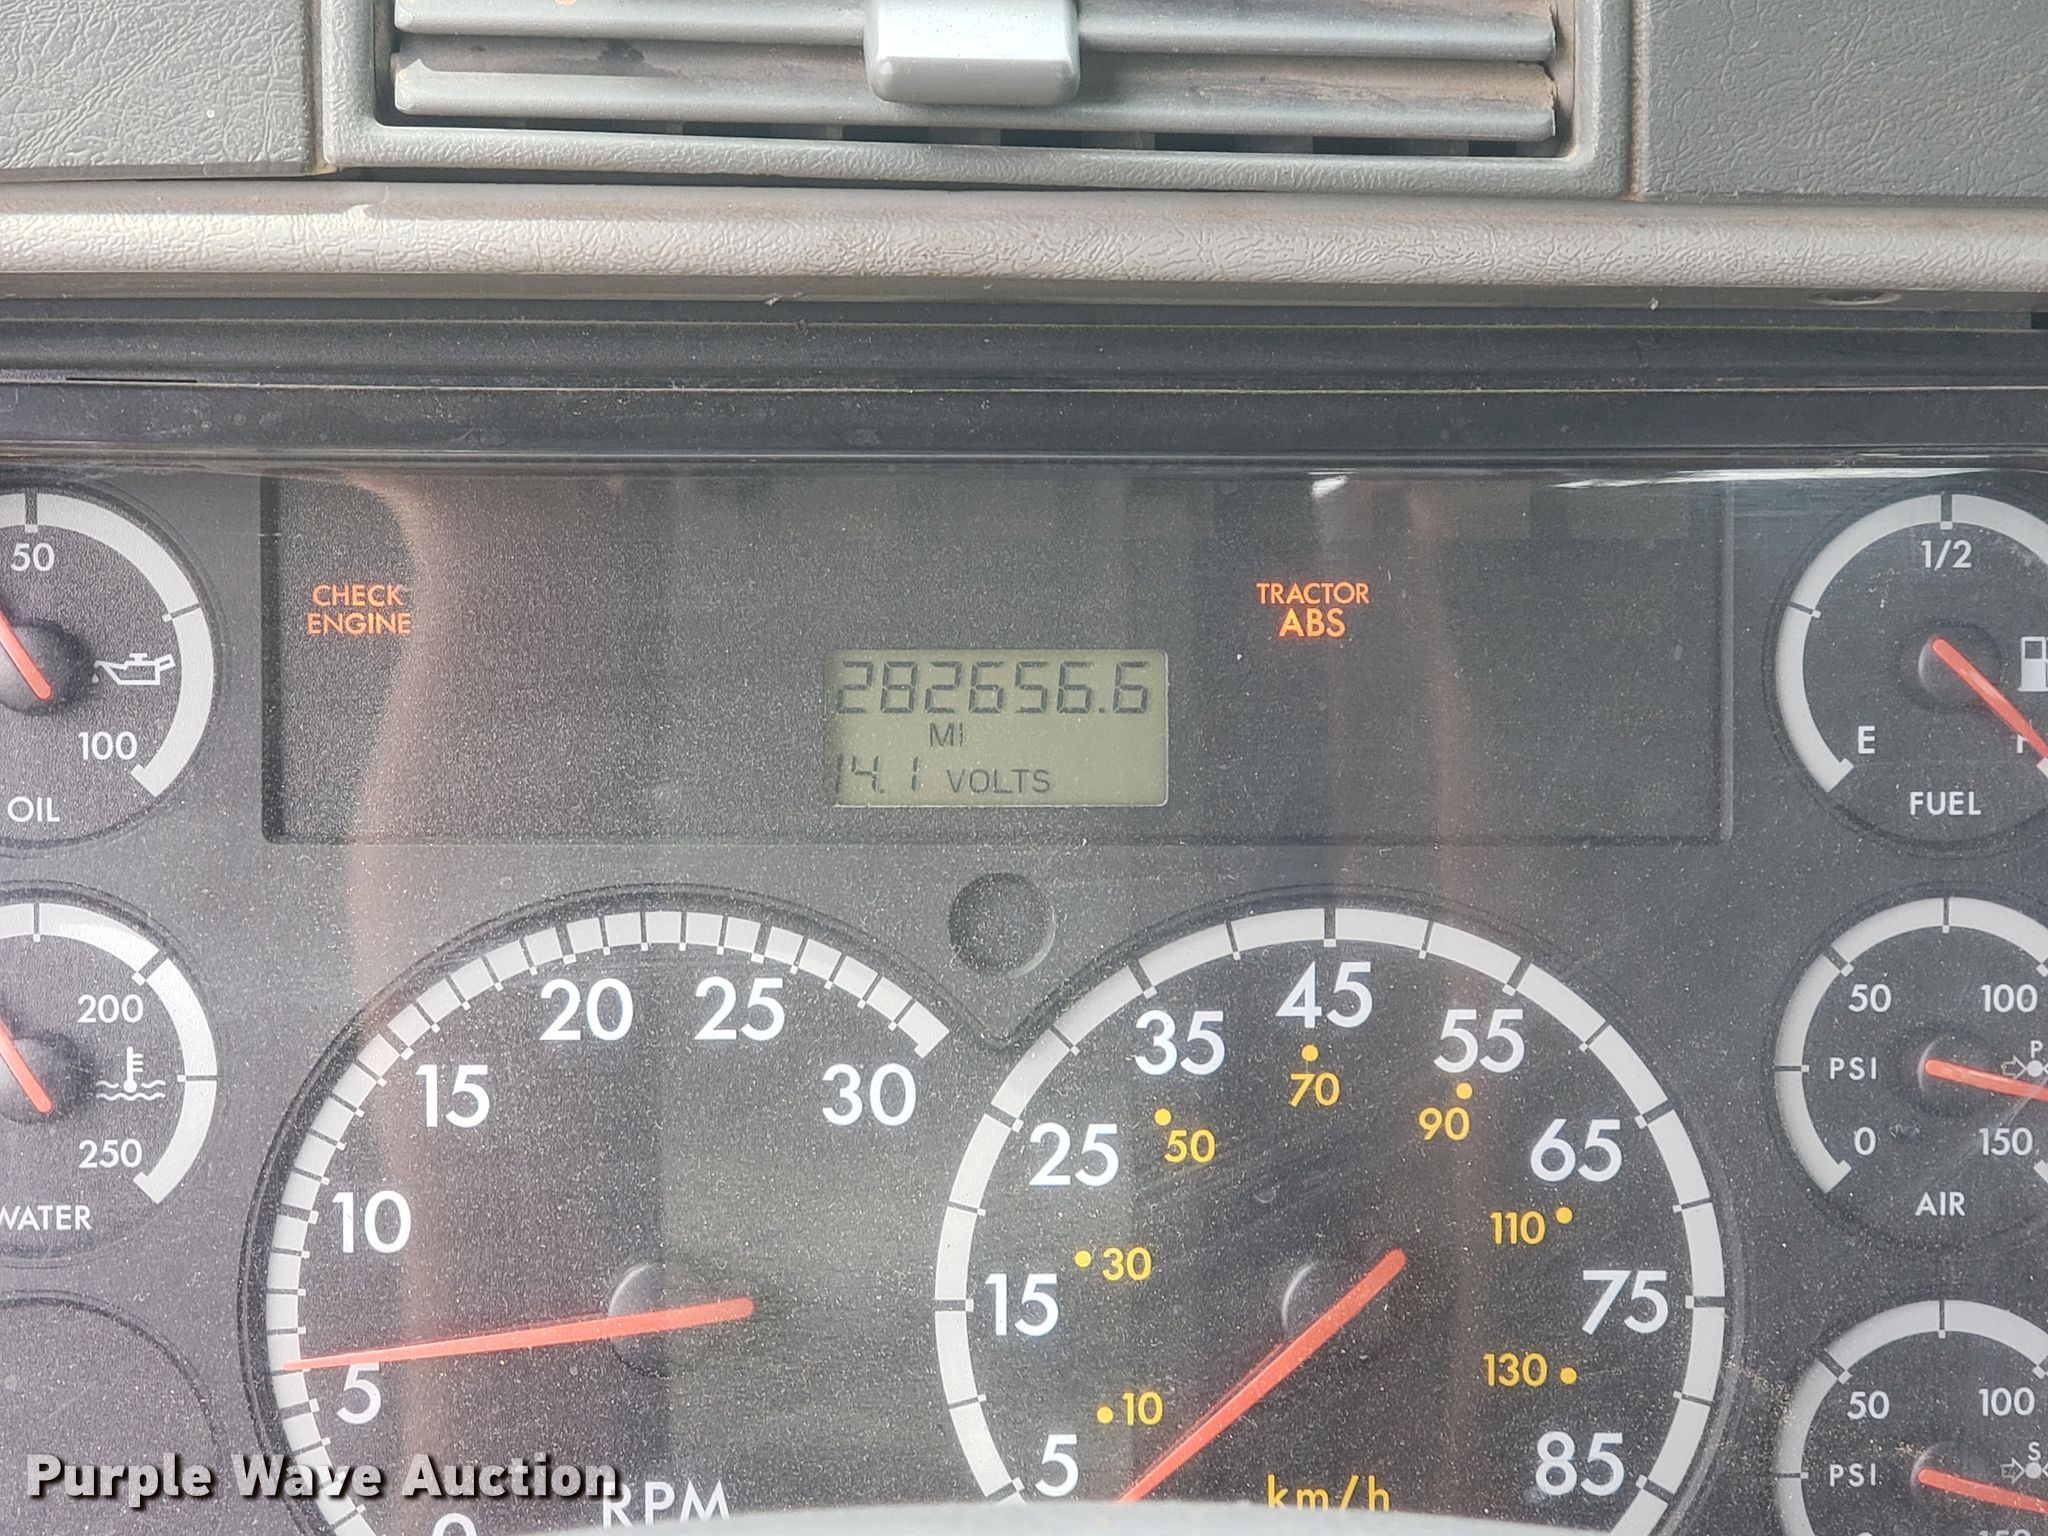 50
100
OIL
CHECK
ENGINE
TRACTOR
ABS
282656.6
MI
14.1 VOLTS
1/2
E
FUEL
200
250
WATER
0
5
10
15
20
25
30
RPM
5
15
25
35
45
55
65
75
85
10
30
50
70
90
110
130
km/h
50
100
PSI
P
0
150
AIR
50
100
PSI
S
Purple Wave Auction